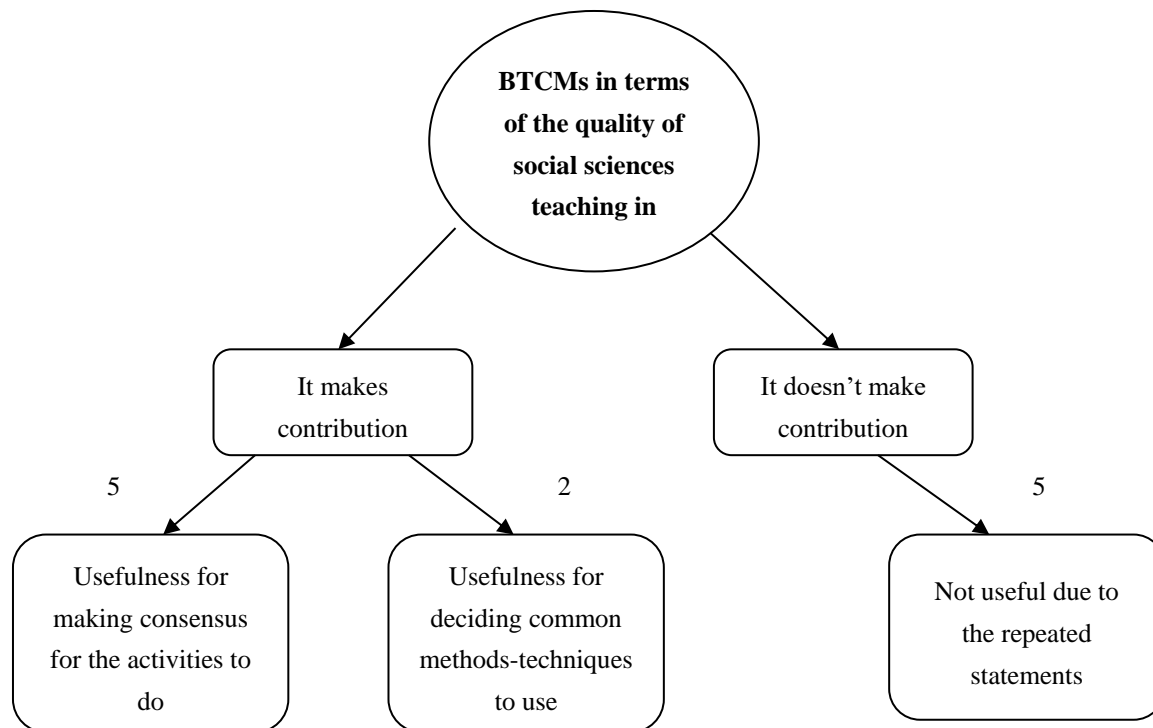 BTCMs in terms
of the quality of
social sciences
teaching in
It makes
contribution
It doesn’t make
contribution
5
2
5
Usefulness for
making consensus
for the activities to
do
Usefulness for
deciding common
methods-techniques
to use
Not useful due to
the repeated
statements